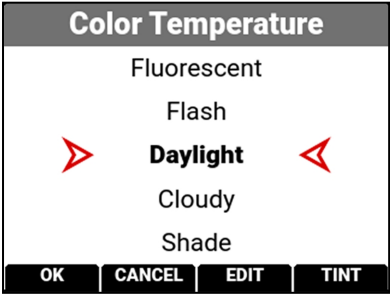 Color Temperature
Fluorescent
Flash
Daylight
Cloudy
Shade
OK CANCEL EDIT TINT